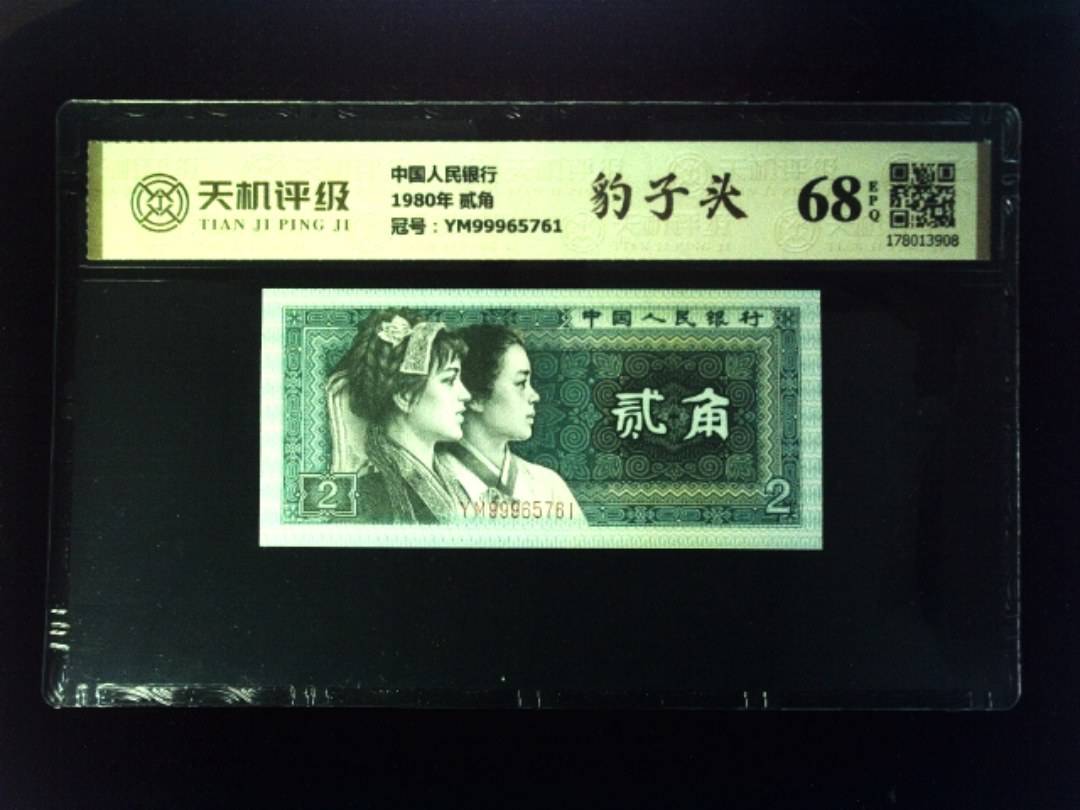 天机评级
TIAN JI PING JI
中国人民银行
1980年 贰角
冠号：YM99965761
豹子头
68
EPQ
178013908
中国人民银行
贰角
2
2
YM99965761